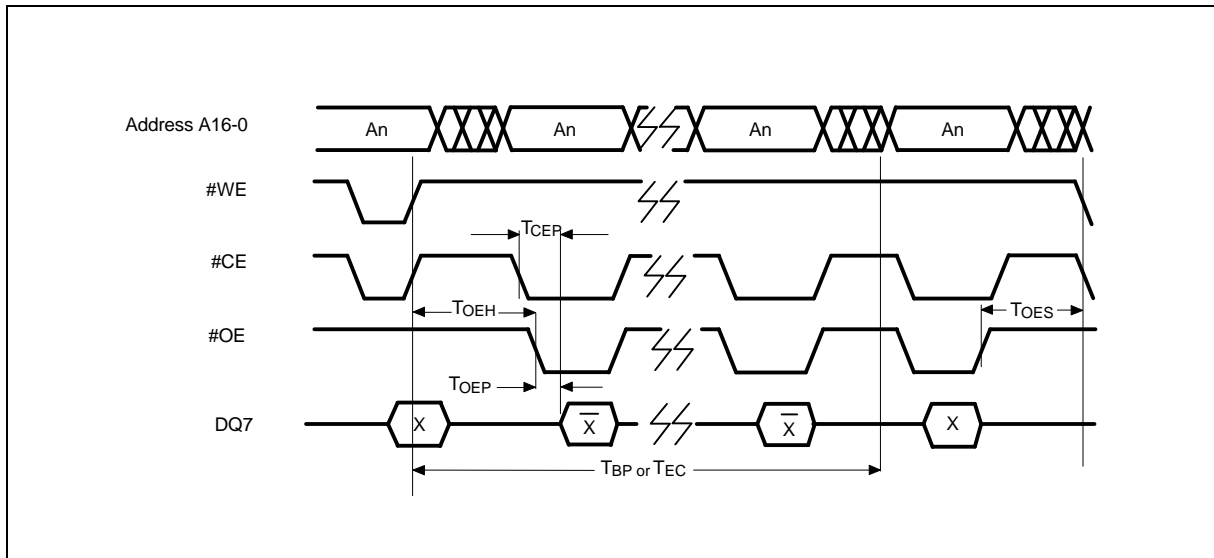 Address A16-0 An An An An
#WE
TCEP
#CE
TOEH TOES
#OE
TOEP
DQ7 X X̅ X̅ X
TBP or TEC